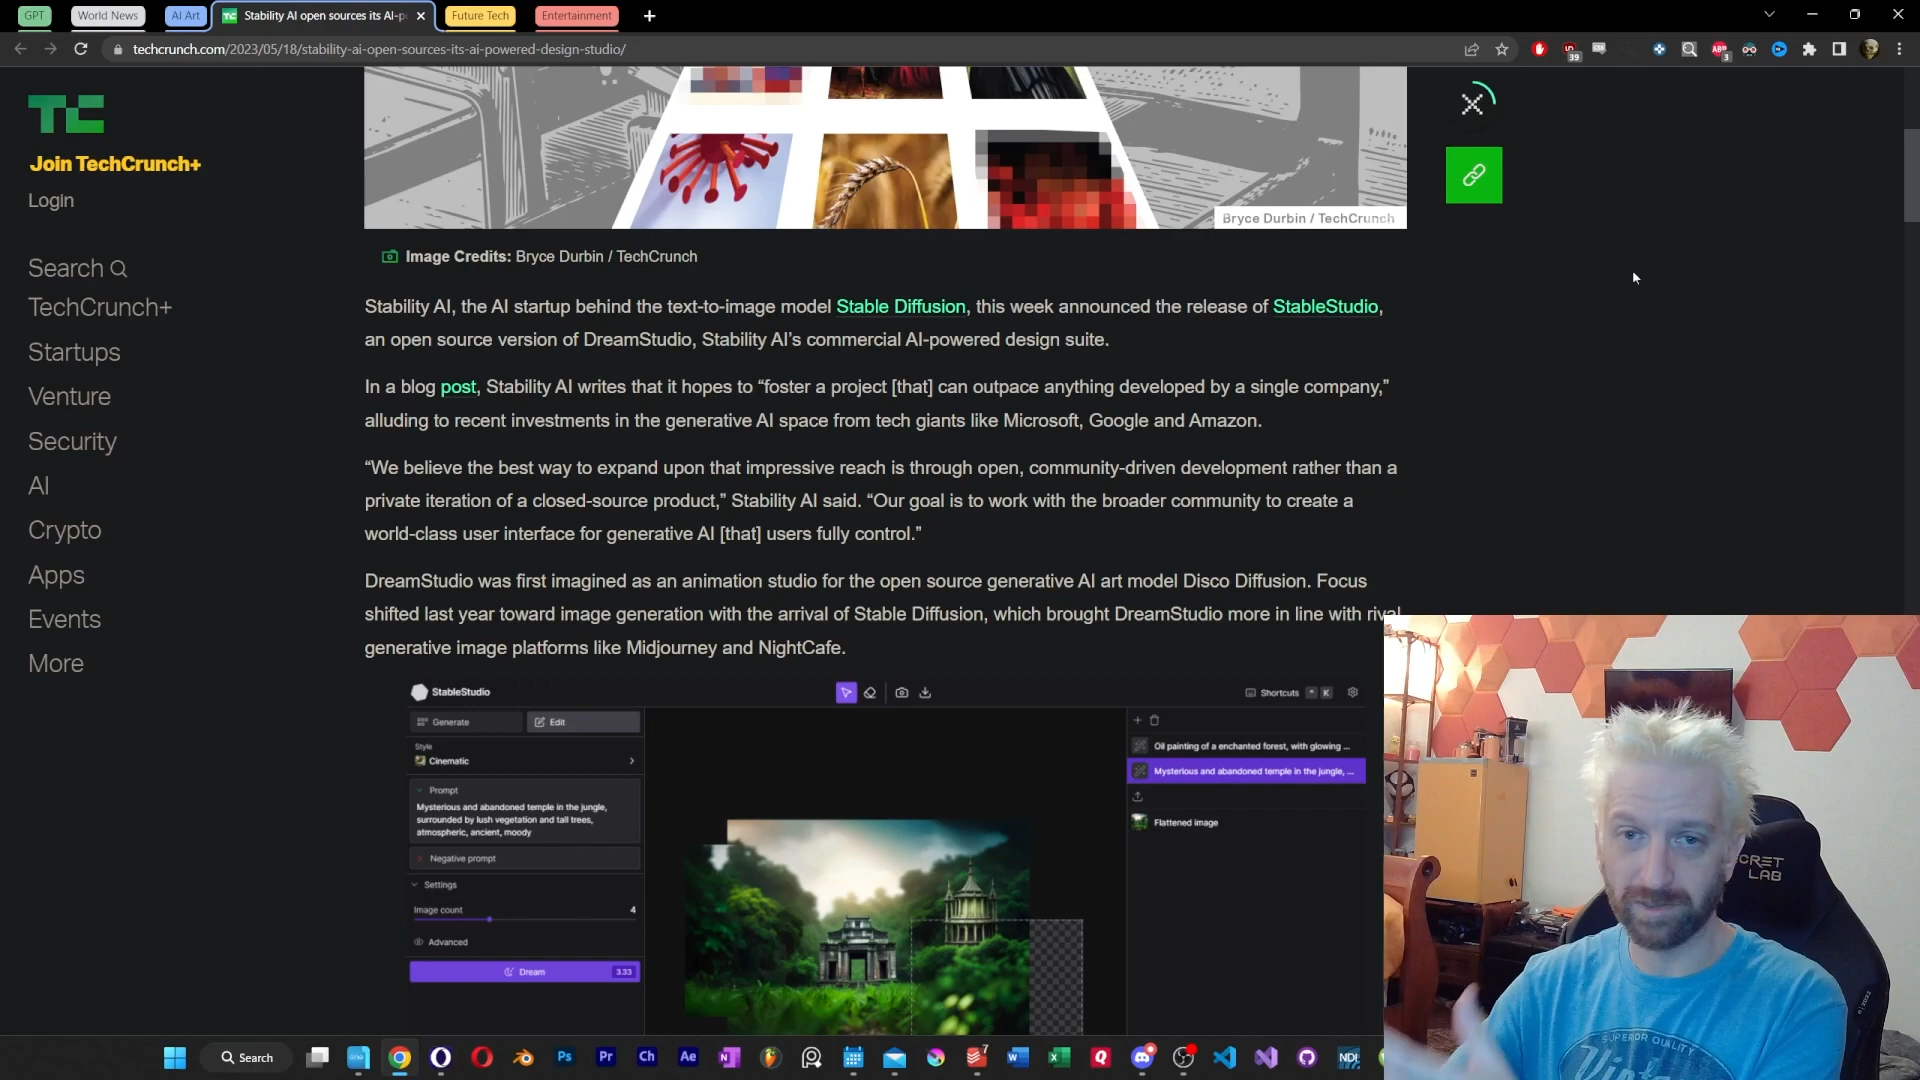 GPT
World News
AI Art
Stability AI open sources its AI-p
Future Tech
Entertainment
techcrunch.com/2023/05/18/stability-ai-open-sources-its-ai-powered-design-studio/
39
3
TC
Join TechCrunch+
Login
Search
TechCrunch+
Startups
Venture
Security
AI
Crypto
Apps
Events
More
Bryce Durbin / TechCrunch
Image Credits: Bryce Durbin / TechCrunch
Stability AI, the AI startup behind the text-to-image model Stable Diffusion, this week announced the release of StableStudio,
an open source version of DreamStudio, Stability AI’s commercial AI-powered design suite.
In a blog post, Stability AI writes that it hopes to “foster a project [that] can outpace anything developed by a single company,”
alluding to recent investments in the generative AI space from tech giants like Microsoft, Google and Amazon.
“We believe the best way to expand upon that impressive reach is through open, community-driven development rather than a
private iteration of a closed-source product,” Stability AI said. “Our goal is to work with the broader community to create a
world-class user interface for generative AI [that] users fully control.”
DreamStudio was first imagined as an animation studio for the open source generative AI art model Disco Diffusion. Focus
shifted last year toward image generation with the arrival of Stable Diffusion, which brought DreamStudio more in line with rival
generative image platforms like Midjourney and NightCafe.
StableStudio
Shortcuts
K
Generate
Edit
Style
Cinematic
Prompt
Mysterious and abandoned temple in the jungle,
surrounded by lush vegetation and tall trees,
atmospheric, ancient, moody
Negative prompt
Settings
Image count 4
Advanced
Dream 3.33
Oil painting of a enchanted forest, with glowing ...
Mysterious and abandoned temple in the jungle, ...
Flattened image
CRET
LAB
SUPERIOR QUALITY
Search
Ps
Pr
Ch
Ae
N
7
W
X
Q
NDI